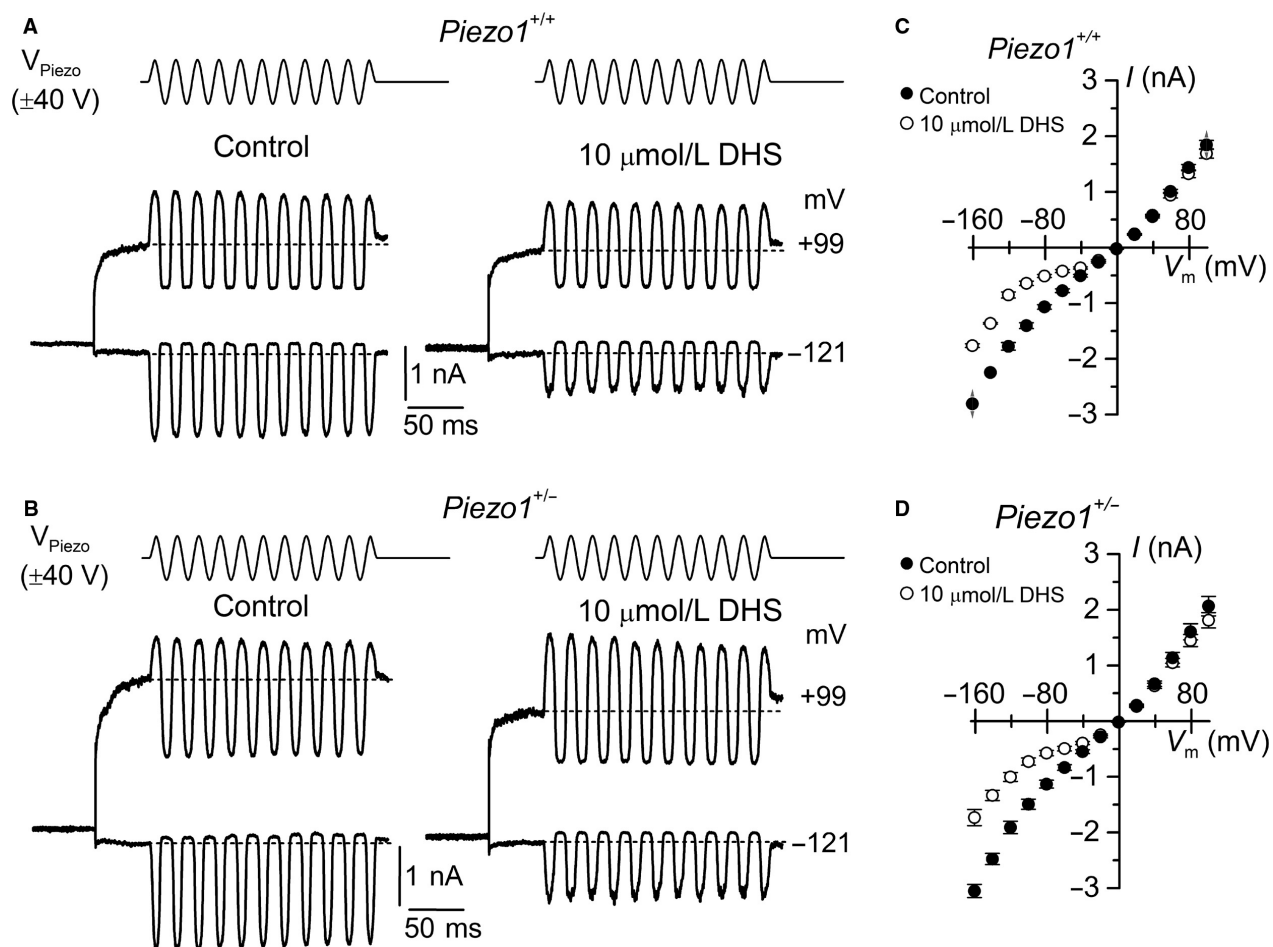 A
Piezo1+/+
VPiezo
(±40 V)
Control
10 μmol/L DHS
mV
+99
−121
1 nA
50 ms
B
Piezo1+/−
VPiezo
(±40 V)
Control
10 μmol/L DHS
mV
+99
−121
1 nA
50 ms
C
Piezo1+/+
Control
10 μmol/L DHS
I (nA)
3
2
1
−160 −80 80
Vm (mV)
−1
−2
−3
D
Piezo1+/−
Control
10 μmol/L DHS
I (nA)
3
2
1
−160 −80 80
Vm (mV)
−1
−2
−3